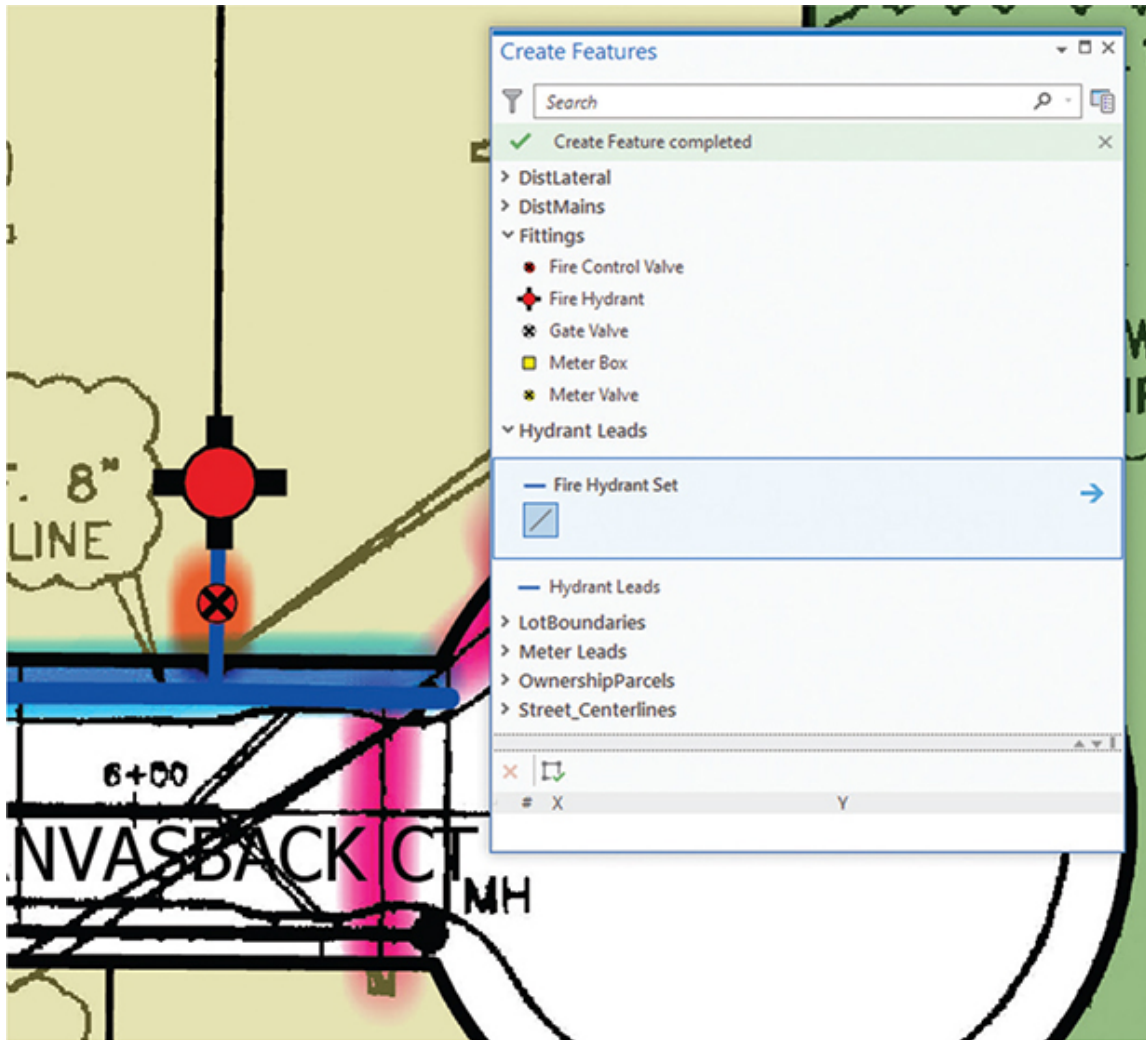 Create Features
Search
Create Feature completed
DistLateral
DistMains
Fittings
Fire Control Valve
Fire Hydrant
Gate Valve
Meter Box
Meter Valve
Hydrant Leads
Fire Hydrant Set
Hydrant Leads
LotBoundaries
Meter Leads
OwnershipParcels
Street_Centerlines
# X Y
8"
LINE
6+00
NVASBACK CT
MH